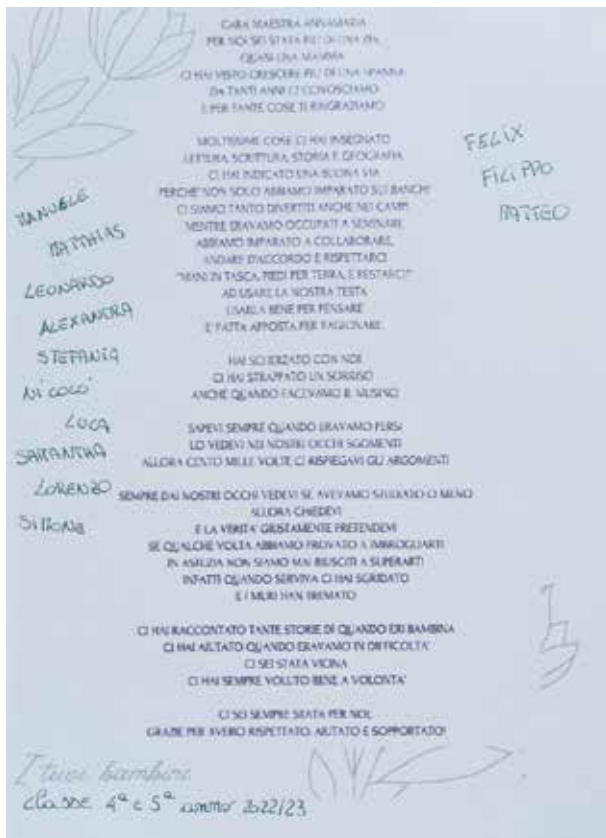 CARA MAESTRA ANNAMARIA
PER NOI SEI STATA PIU' DI UNA ZIA,
QUASI UNA MAMMA
CI HAI VISTO CRESCERE PIU' DI UNA SPANNA
DA TANTI ANNI CI CONOSCIAMO
E PER TANTE COSE TI RINGRAZIAMO.
MOLTISSIME COSE CI HAI INSEGNATO
LETTURA, SCRITTURA, STORIA E GEOGRAFIA
CI HAI INDICATO UNA BUONA VIA
PERCHE' NON SOLO ABBIAMO IMPARATO SUI BANCHI
CI SIAMO TANTO DIVERTITI ANCHE NEI CAMPI
MENTRE ERAVAMO OCCUPATI A SEMINARE,
ABBIAMO IMPARATO A COLLABORARE,
ANDARE D'ACCORDO E RISPETTARCI
"MANI IN TASCA, PIEDI PER TERRA, E RESTARCI!"
AD USARE LA NOSTRA TESTA
USARLA BENE PER PENSARE
E' FATTA APPOSTA PER RAGIONARE.
HAI SCHERZATO CON NOI
CI HAI STRAPPATO UN SORRISO
ANCHE QUANDO FACEVAMO IL MUSINO
SAPEVI SEMPRE QUANDO ERAVAMO PERSI
LO VEDEVI NEI NOSTRI OCCHI SGOMENTI
ALLORA CENTO MILLE VOLTE CI RISPIEGAVI GLI ARGOMENTI
SEMPRE DAI NOSTRI OCCHI VEDEVI SE AVEVAMO STUDIATO O MENO
ALLORA CHIEDEVI
E LA VERITA' GIUSTAMENTE PRETENDEVI
SE QUALCHE VOLTA ABBIAMO PROVATO A IMBROGLIARTI
IN ASTUZIA NON SIAMO MAI RIUSCITI A SUPERARTI
INFATTI QUANDO SERVIVA CI HAI SGRIDATO
E I MURI HAN TREMATO
CI HAI RACCONTATO TANTE STORIE DI QUANDO ERI BAMBINA
CI HAI AIUTATO QUANDO ERAVAMO IN DIFFICOLTA'
CI SEI STATA VICINA
CI HAI SEMPRE VOLUTO BENE A VOLONTA'
CI SEI SEMPRE STATA PER NOI,
GRAZIE PER AVERCI RISPETTATO, AIUTATO E SOPPORTATO!
MANUELE
MATTHIAS
LEONARDO
ALEXANDRA
STEFANIA
NICOLO'
LUCA
SAMANTHA
LORENZO
SIMONE
FELIX
FILIPPO
MATTEO
I tuoi bambini
classe 4ª e 5ª anno 2022/23